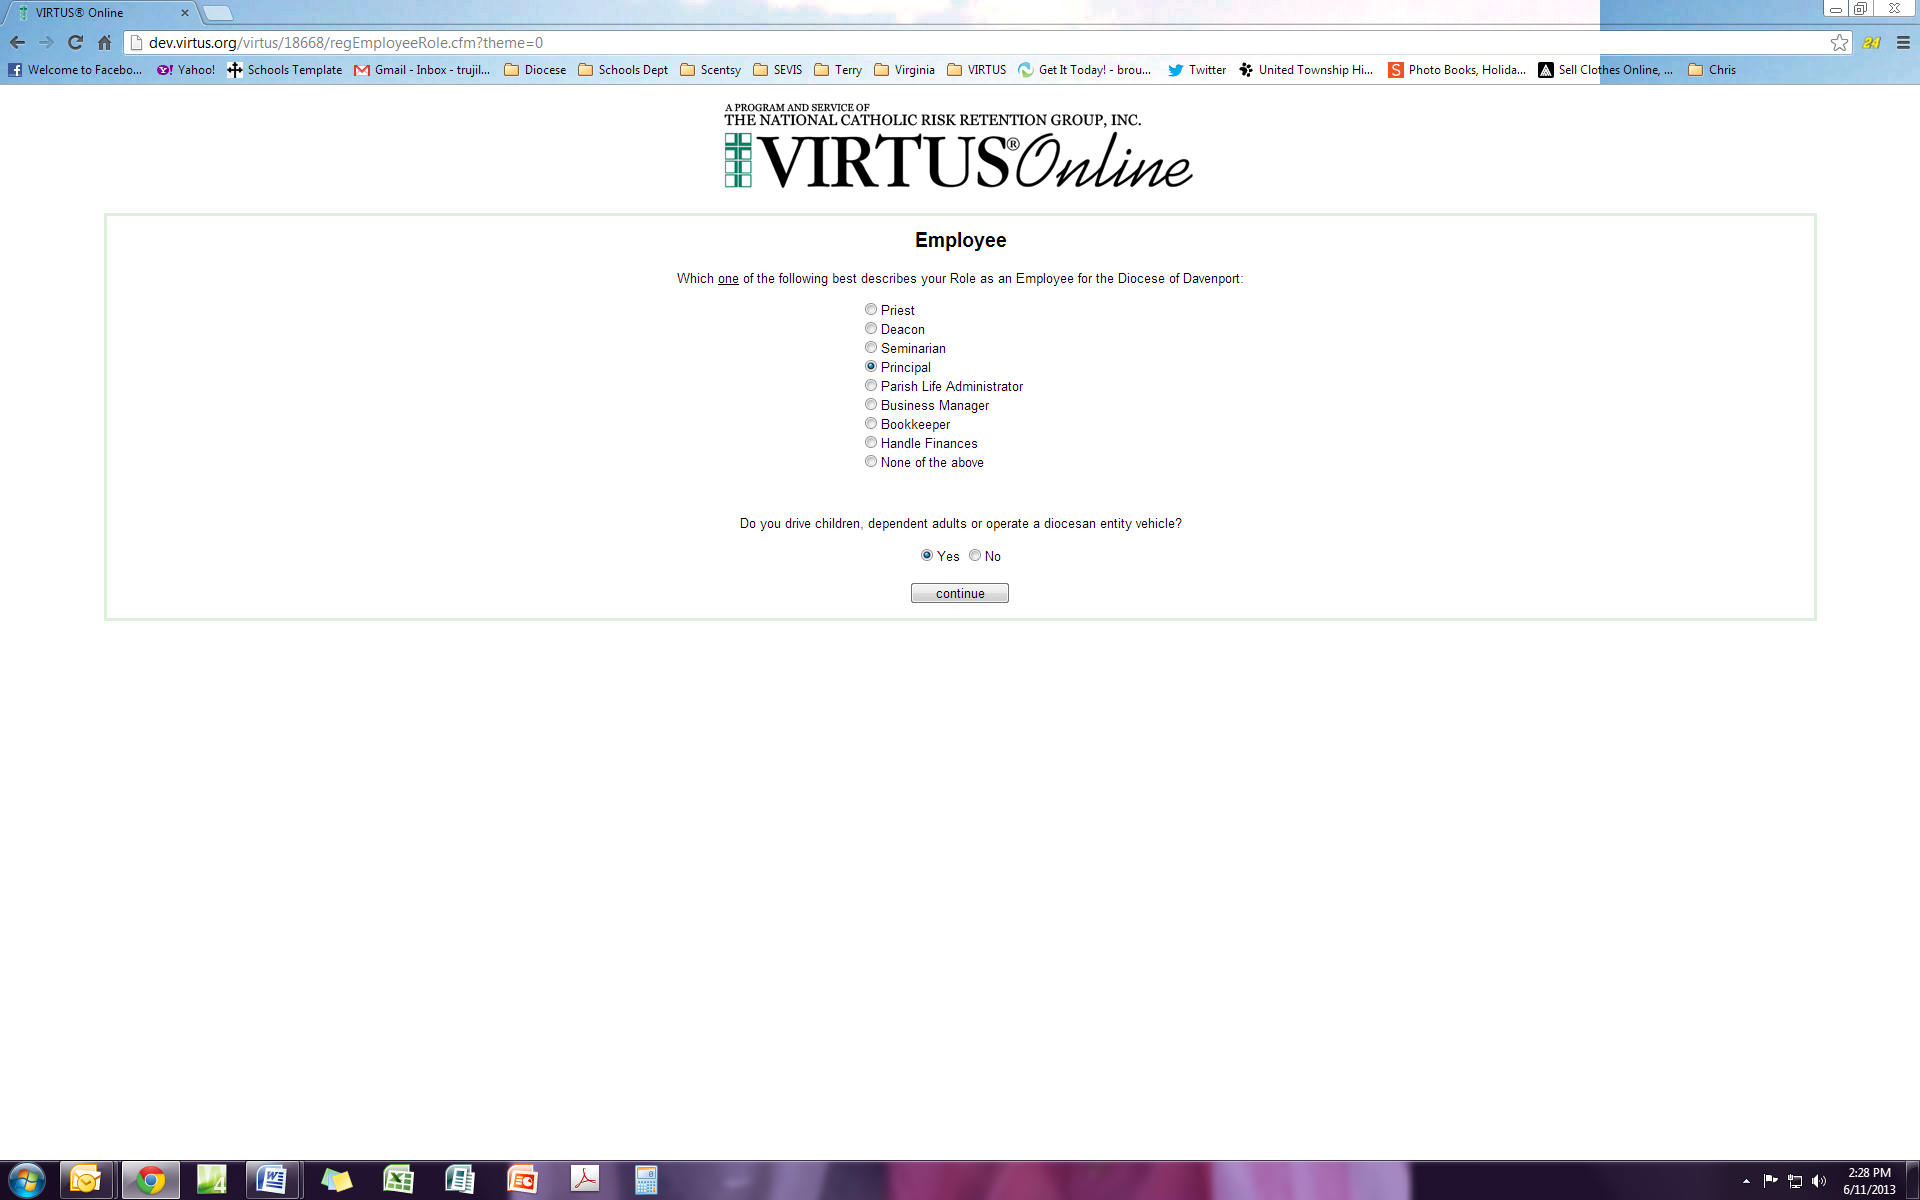 VIRTUS® Online
dev.virtus.org/virtus/18668/regEmployeeRole.cfm?theme=0
24
Welcome to Facebo... Yahoo! Schools Template Gmail - Inbox - trujil... Diocese Schools Dept Scentsy SEVIS Terry Virginia VIRTUS Get It Today! - brou... Twitter United Township Hi... Photo Books, Holida... Sell Clothes Online, ... Chris
A PROGRAM AND SERVICE OF
THE NATIONAL CATHOLIC RISK RETENTION GROUP, INC.
VIRTUS® Online
Employee
Which one of the following best describes your Role as an Employee for the Diocese of Davenport:
Priest
Deacon
Seminarian
Principal
Parish Life Administrator
Business Manager
Bookkeeper
Handle Finances
None of the above
Do you drive children, dependent adults or operate a diocesan entity vehicle?
Yes No
continue
2:28 PM
6/11/2013